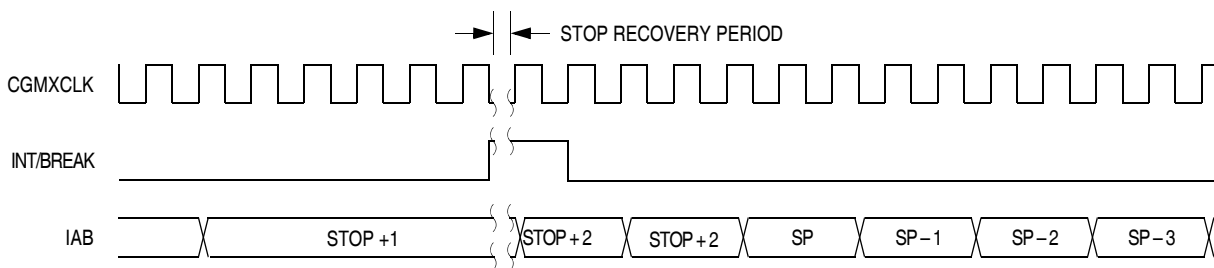 STOP RECOVERY PERIOD
CGMXCLK
INT/BREAK
IAB STOP +1 STOP + 2 STOP + 2 SP SP – 1 SP – 2 SP – 3